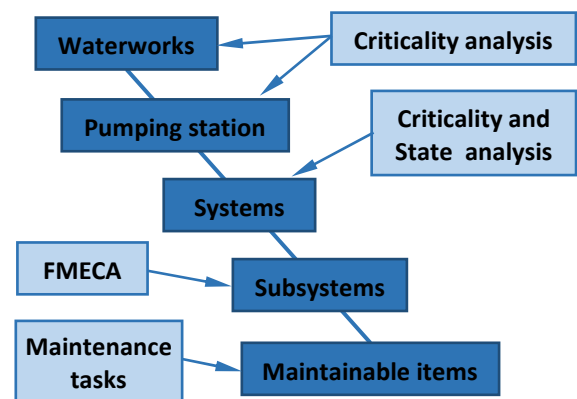 Waterworks
Criticality analysis
Pumping station
Criticality and
State analysis
Systems
FMECA
Subsystems
Maintenance
tasks
Maintainable items